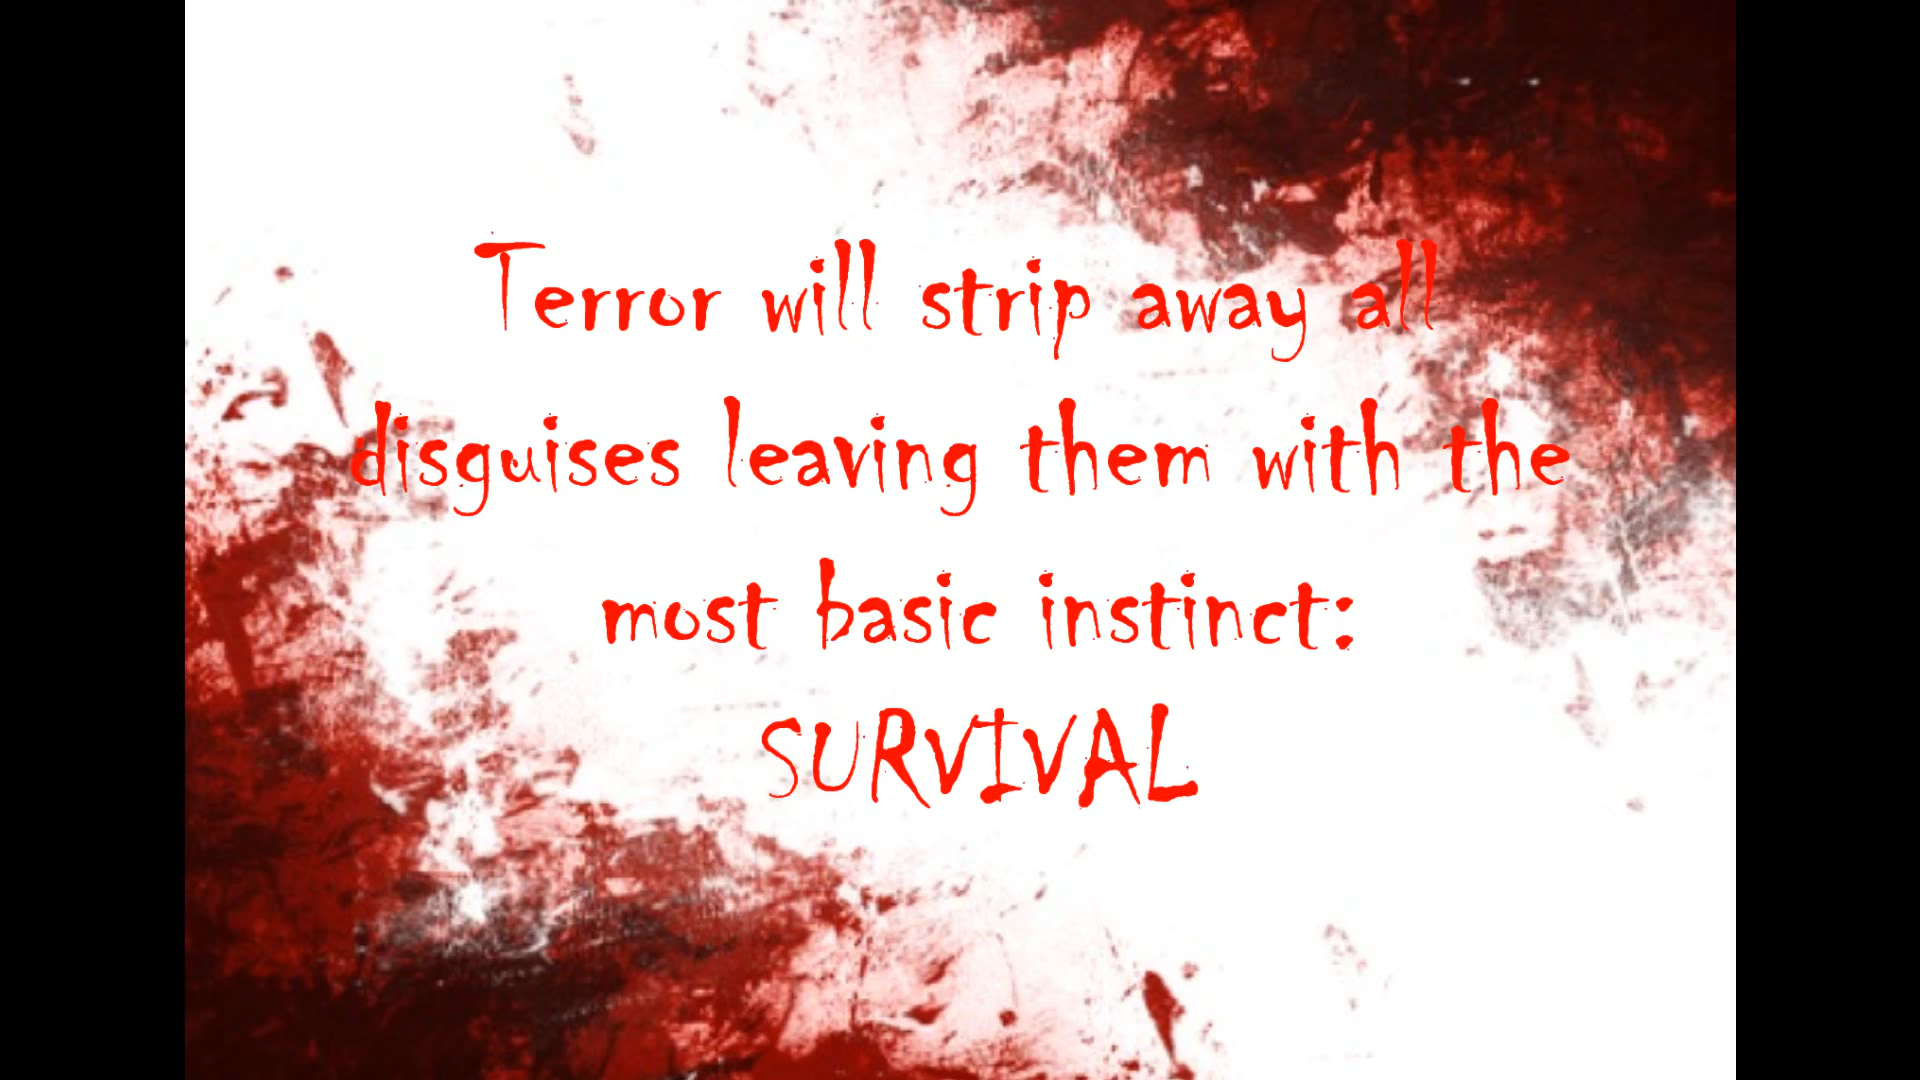 Terror will strip away all
disguises leaving them with the
most basic instinct:
SURVIVAL